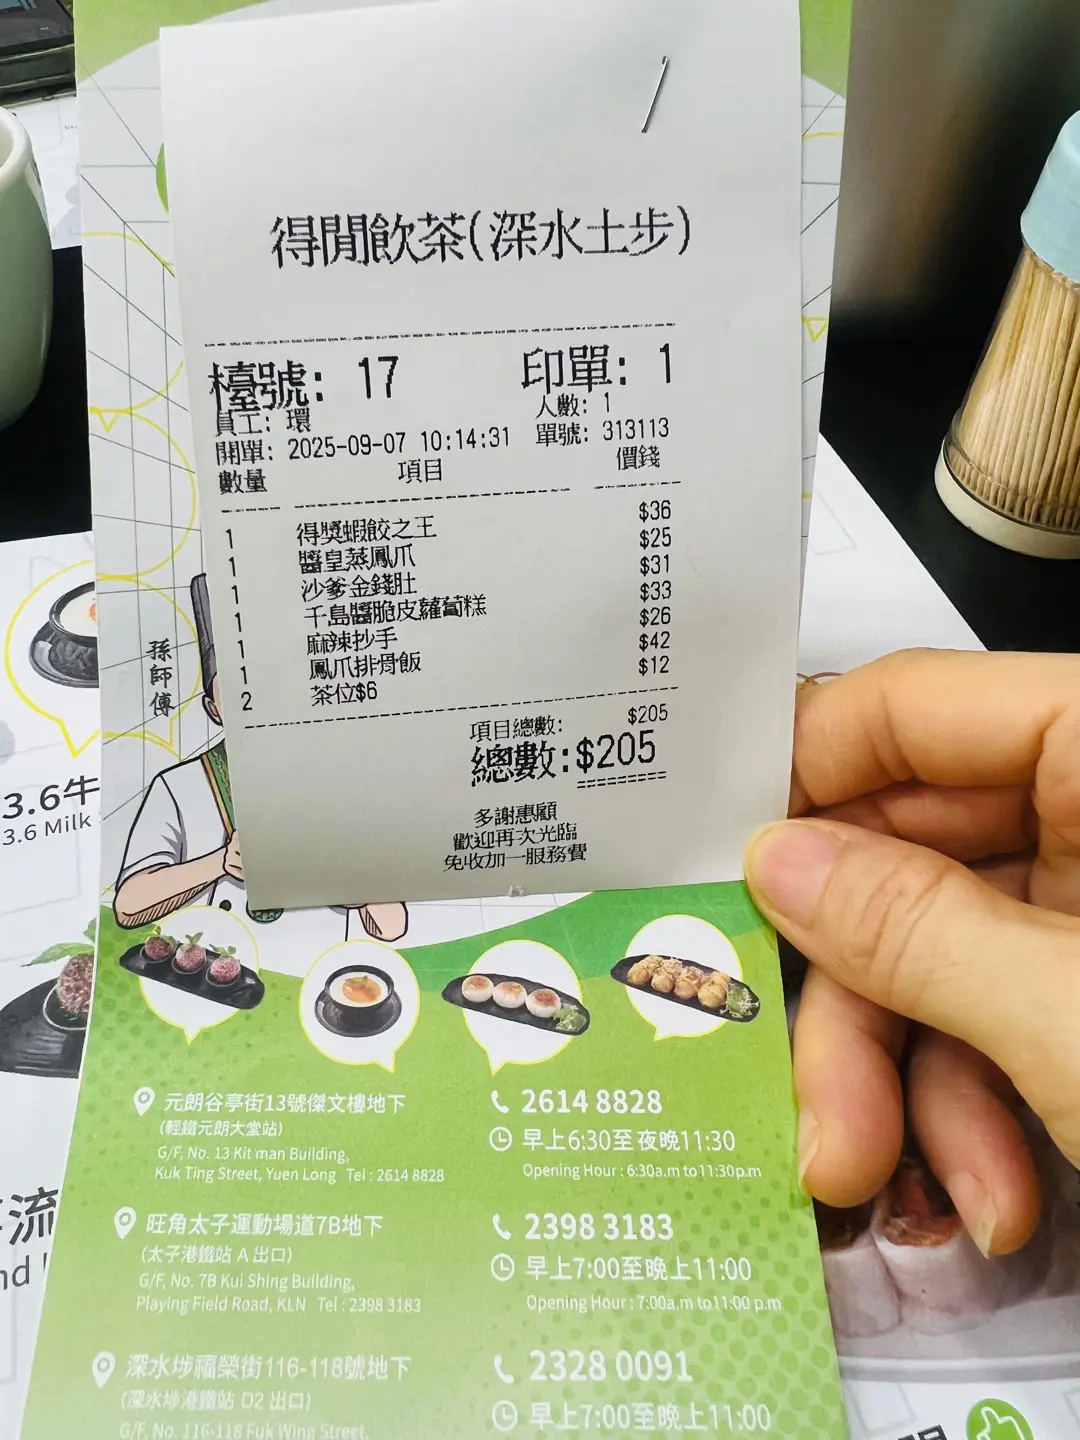 得閒飲茶(深水土步)
檯號: 17 印單: 1
員工: 環 人數: 1
開單: 2025-09-07 10:14:31 單號: 313113
數量 項目 價錢
1 得獎蝦餃之王 $36
1 醬皇蒸鳳爪 $25
1 沙爹金錢肚 $31
1 千島醬脆皮蘿蔔糕 $33
1 麻辣抄手 $26
1 鳳爪排骨飯 $42
2 茶位$6 $12
項目總數: $205
總數:$205
多謝惠顧
歡迎再次光臨
免收加一服務費
孫師傅
3.6牛
3.6 Milk
流
元朗谷亭街13號傑文樓地下
(輕鐵元朗大堂站)
G/F, No. 13 Kit man Building,
Kuk Ting Street, Yuen Long Tel : 2614 8828
2614 8828
早上6:30至夜晚11:30
Opening Hour : 6:30a.m to11:30p.m
旺角太子運動場道7B地下
(太子港鐵站 A 出口)
G/F, No. 7B Kui Shing Building,
Playing Field Road, KLN Tel : 2398 3183
2398 3183
早上7:00至晚上11:00
Opening Hour : 7:00a.m to11:00 p.m
深水埗福榮街116-118號地下
(深水埗港鐵站 D2 出口)
G/F, No. 116-118 Fuk Wing Street,
2328 0091
早上7:00至晚上11:00